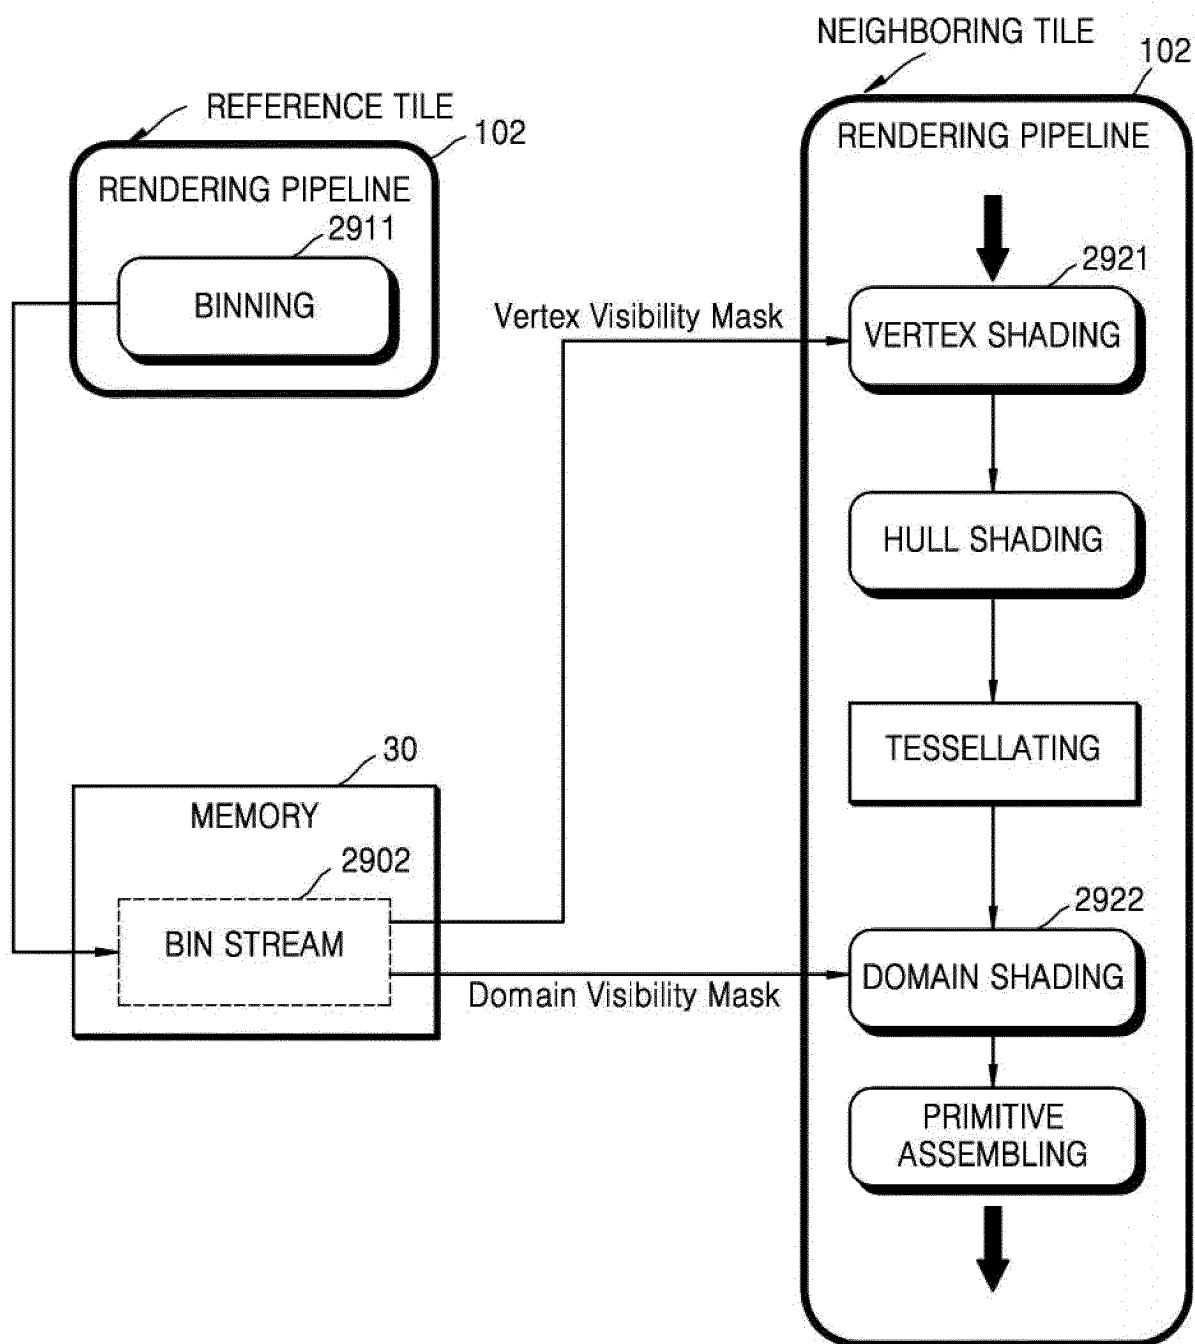 NEIGHBORING TILE
102
RENDERING PIPELINE
REFERENCE TILE
102
RENDERING PIPELINE
2911
BINNING
Vertex Visibility Mask
2921
VERTEX SHADING
HULL SHADING
TESSELLATING
30
MEMORY
2902
BIN STREAM
Domain Visibility Mask
2922
DOMAIN SHADING
PRIMITIVE
ASSEMBLING